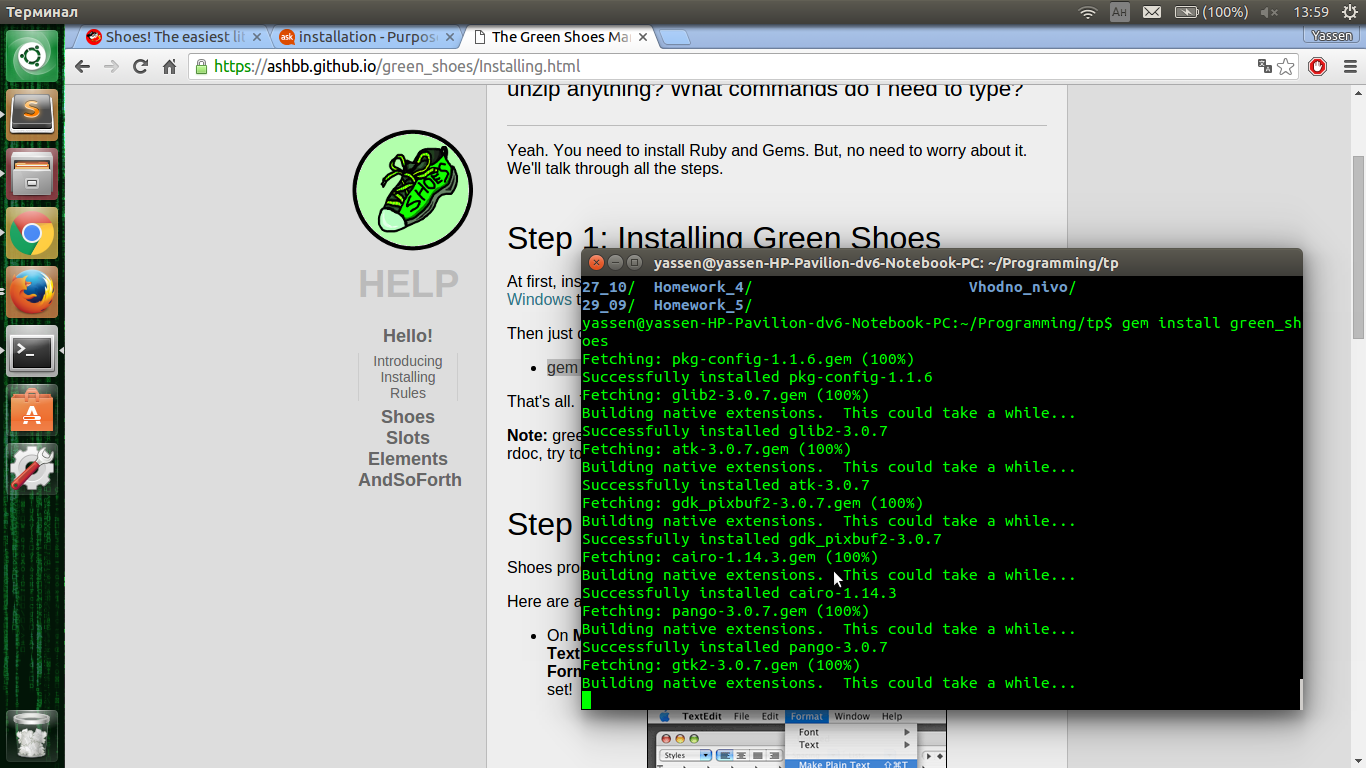 Терминал
Ан
(100%)
13:59
Shoes! The easiest lit
installation - Purpos
The Green Shoes Ma
Yassen
https://ashbb.github.io/green_shoes/Installing.html
unzip anything? What commands do I need to type?
Yeah. You need to install Ruby and Gems. But, no need to worry about it.
We'll talk through all the steps.
SHOES
HELP
Hello!
Introducing
Installing
Rules
Shoes
Slots
Elements
AndSoForth
Step 1: Installing Green Shoes
At first, ins
Windows t
Then just
gem
That's all.
Note: gree
rdoc, try to
Step
Shoes pro
Here are a
On M
Text
Form
set!
yassen@yassen-HP-Pavilion-dv6-Notebook-PC: ~/Programming/tp
27_10/  Homework_4/                        Vhodno_nivo/
29_09/  Homework_5/
yassen@yassen-HP-Pavilion-dv6-Notebook-PC:~/Programming/tp$ gem install green_sh
oes
Fetching: pkg-config-1.1.6.gem (100%)
Successfully installed pkg-config-1.1.6
Fetching: glib2-3.0.7.gem (100%)
Building native extensions.  This could take a while...
Successfully installed glib2-3.0.7
Fetching: atk-3.0.7.gem (100%)
Building native extensions.  This could take a while...
Successfully installed atk-3.0.7
Fetching: gdk_pixbuf2-3.0.7.gem (100%)
Building native extensions.  This could take a while...
Successfully installed gdk_pixbuf2-3.0.7
Fetching: cairo-1.14.3.gem (100%)
Building native extensions.  This could take a while...
Successfully installed cairo-1.14.3
Fetching: pango-3.0.7.gem (100%)
Building native extensions.  This could take a while...
Successfully installed pango-3.0.7
Fetching: gtk2-3.0.7.gem (100%)
Building native extensions.  This could take a while...
TextEdit File Edit Format Window Help
Font
Text
Styles
Make Plain Text ⇧⌘T